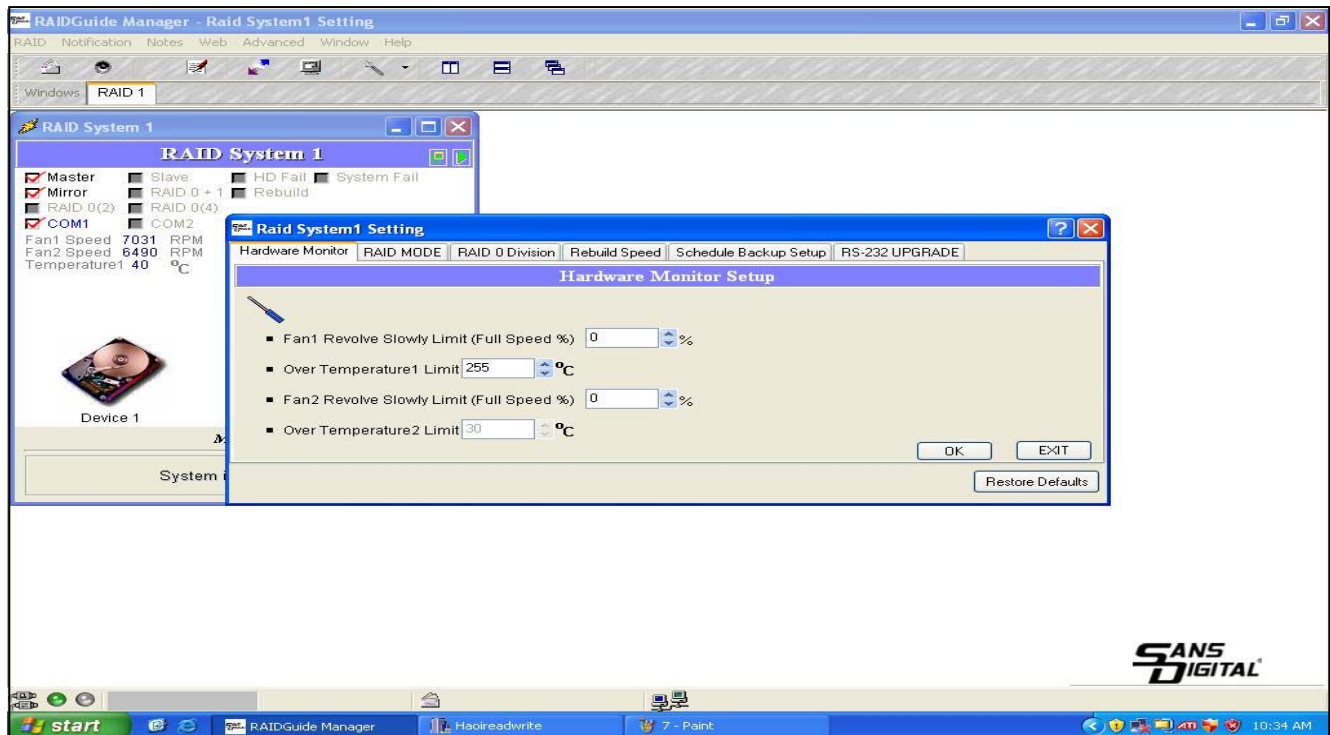 RAIDGuide Manager - Raid System1 Setting
RAID Notification Notes Web Advanced Window Help
Windows RAID 1
RAID System 1
RAID System 1
Master Slave HD Fail System Fail
Mirror RAID 0 + 1 Rebuild
RAID 0(2) RAID 0(4)
COM1 COM2
Fan1 Speed 7031 RPM
Fan2 Speed 6490 RPM
Temperature1 40 °C
Device 1
System
Raid System1 Setting
Hardware Monitor RAID MODE RAID 0 Division Rebuild Speed Schedule Backup Setup RS-232 UPGRADE
Hardware Monitor Setup
Fan1 Revolve Slowly Limit (Full Speed %) 0 %
Over Temperature1 Limit 255 °C
Fan2 Revolve Slowly Limit (Full Speed %) 0 %
Over Temperature2 Limit 30 °C
OK EXIT
Restore Defaults
SANS DIGITAL
start RAIDGuide Manager Haoireadwrite 7 - Paint 10:34 AM